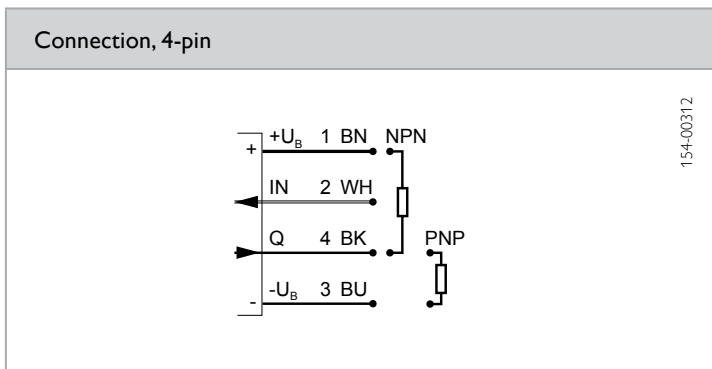 Connection, 4-pin
154-00312
+U_B 1 BN NPN
+
IN 2 WH
Q 4 BK PNP
-U_B 3 BU
-